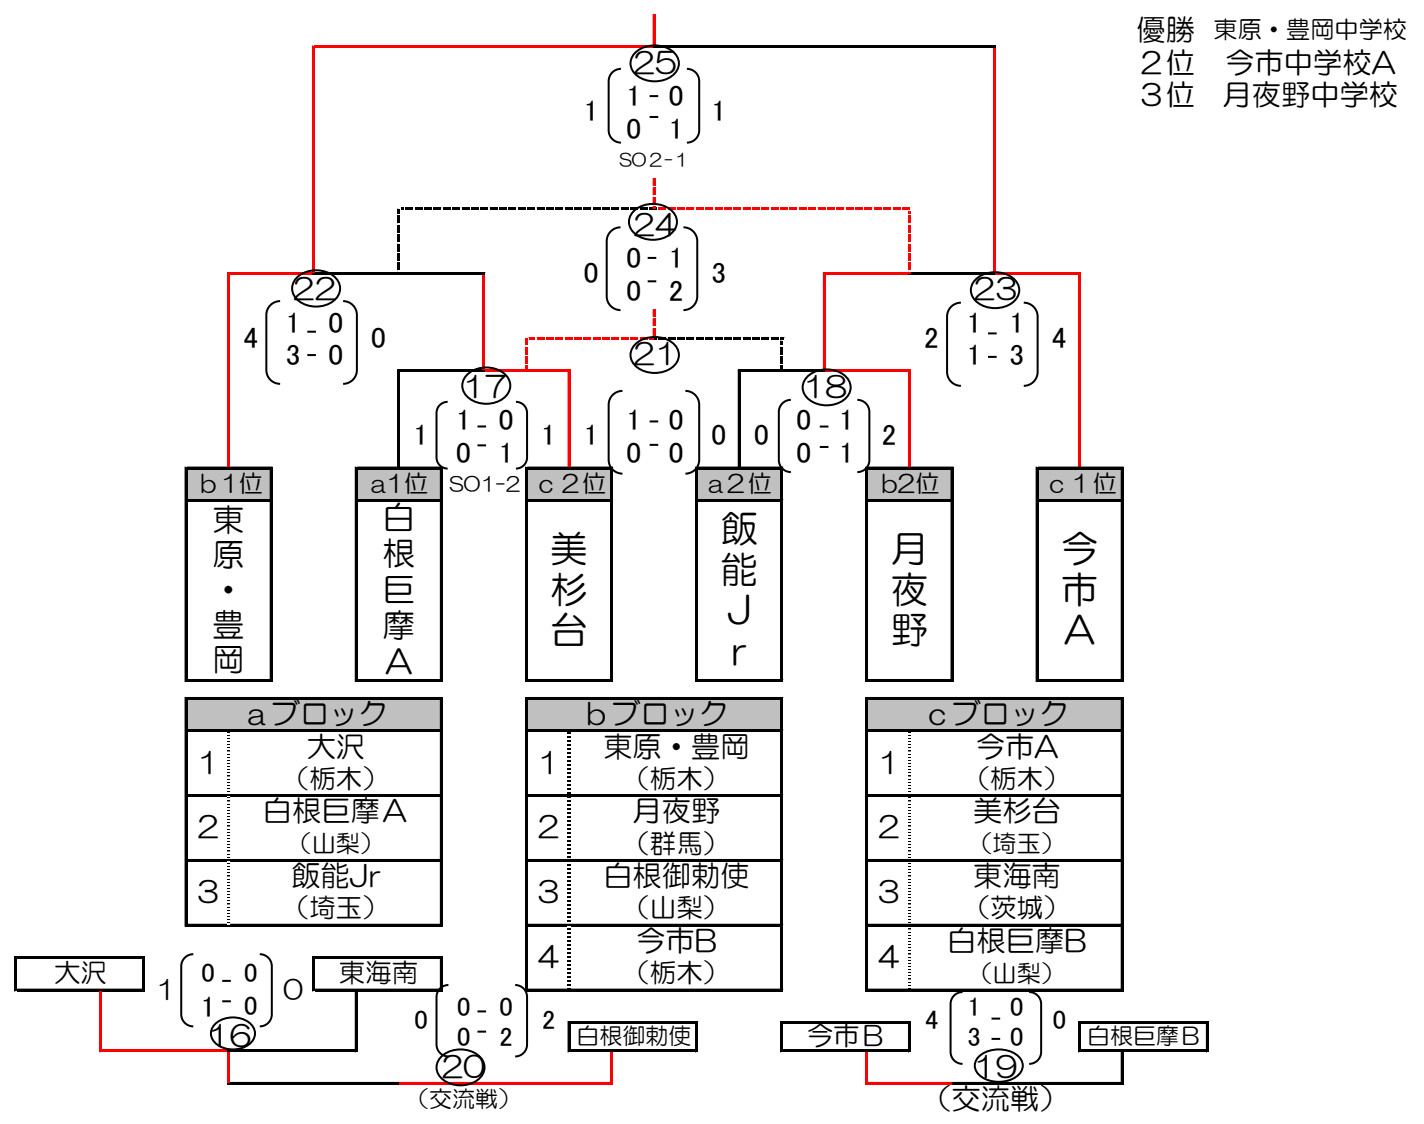 優勝 東原・豊岡中学校
2位 今市中学校A
3位 月夜野中学校
25
1 1-0 1
0-1
SO2-1
24
0 0-1 3
0-2
22
4 1-0 0
3-0
23
2 1-1 4
1-3
21
1 1-0 0
0-0
17
1 1-0 1
0-1
SO1-2
18
0 0-1 2
0-1
b1位
東原・豊岡
a1位
白根巨摩A
c2位
美杉台
a2位
飯能Jr
b2位
月夜野
c1位
今市A
aブロック
1 大沢
(栃木)
2 白根巨摩A
(山梨)
3 飯能Jr
(埼玉)
bブロック
1 東原・豊岡
(栃木)
2 月夜野
(群馬)
3 白根御勅使
(山梨)
4 今市B
(栃木)
cブロック
1 今市A
(栃木)
2 美杉台
(埼玉)
3 東海南
(茨城)
4 白根巨摩B
(山梨)
大沢
1 0-0 0
1-0
16
東海南
0 0-0 2
0-2
20
(交流戦)
白根御勅使
今市B
4 1-0 0
3-0
19
(交流戦)
白根巨摩B